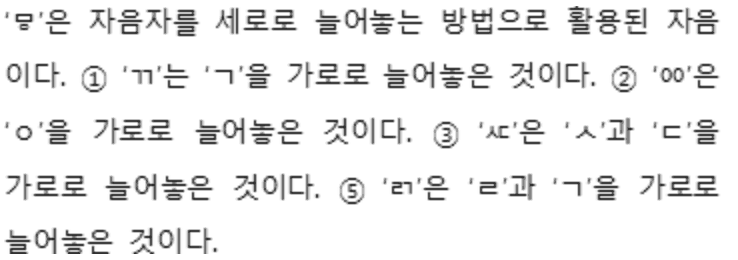 'ㅱ'은 자음자를 세로로 늘어놓는 방법으로 활용된 자음
이다. ① 'ㄲ'는 'ㄱ'을 가로로 늘어놓은 것이다. ② 'ㆀ'은
'ㅇ'을 가로로 늘어놓은 것이다. ③ 'ㅼ'은 'ㅅ'과 'ㄷ'을
가로로 늘어놓은 것이다. ⑤ 'ㄺ'은 'ㄹ'과 'ㄱ'을 가로로
늘어놓은 것이다.